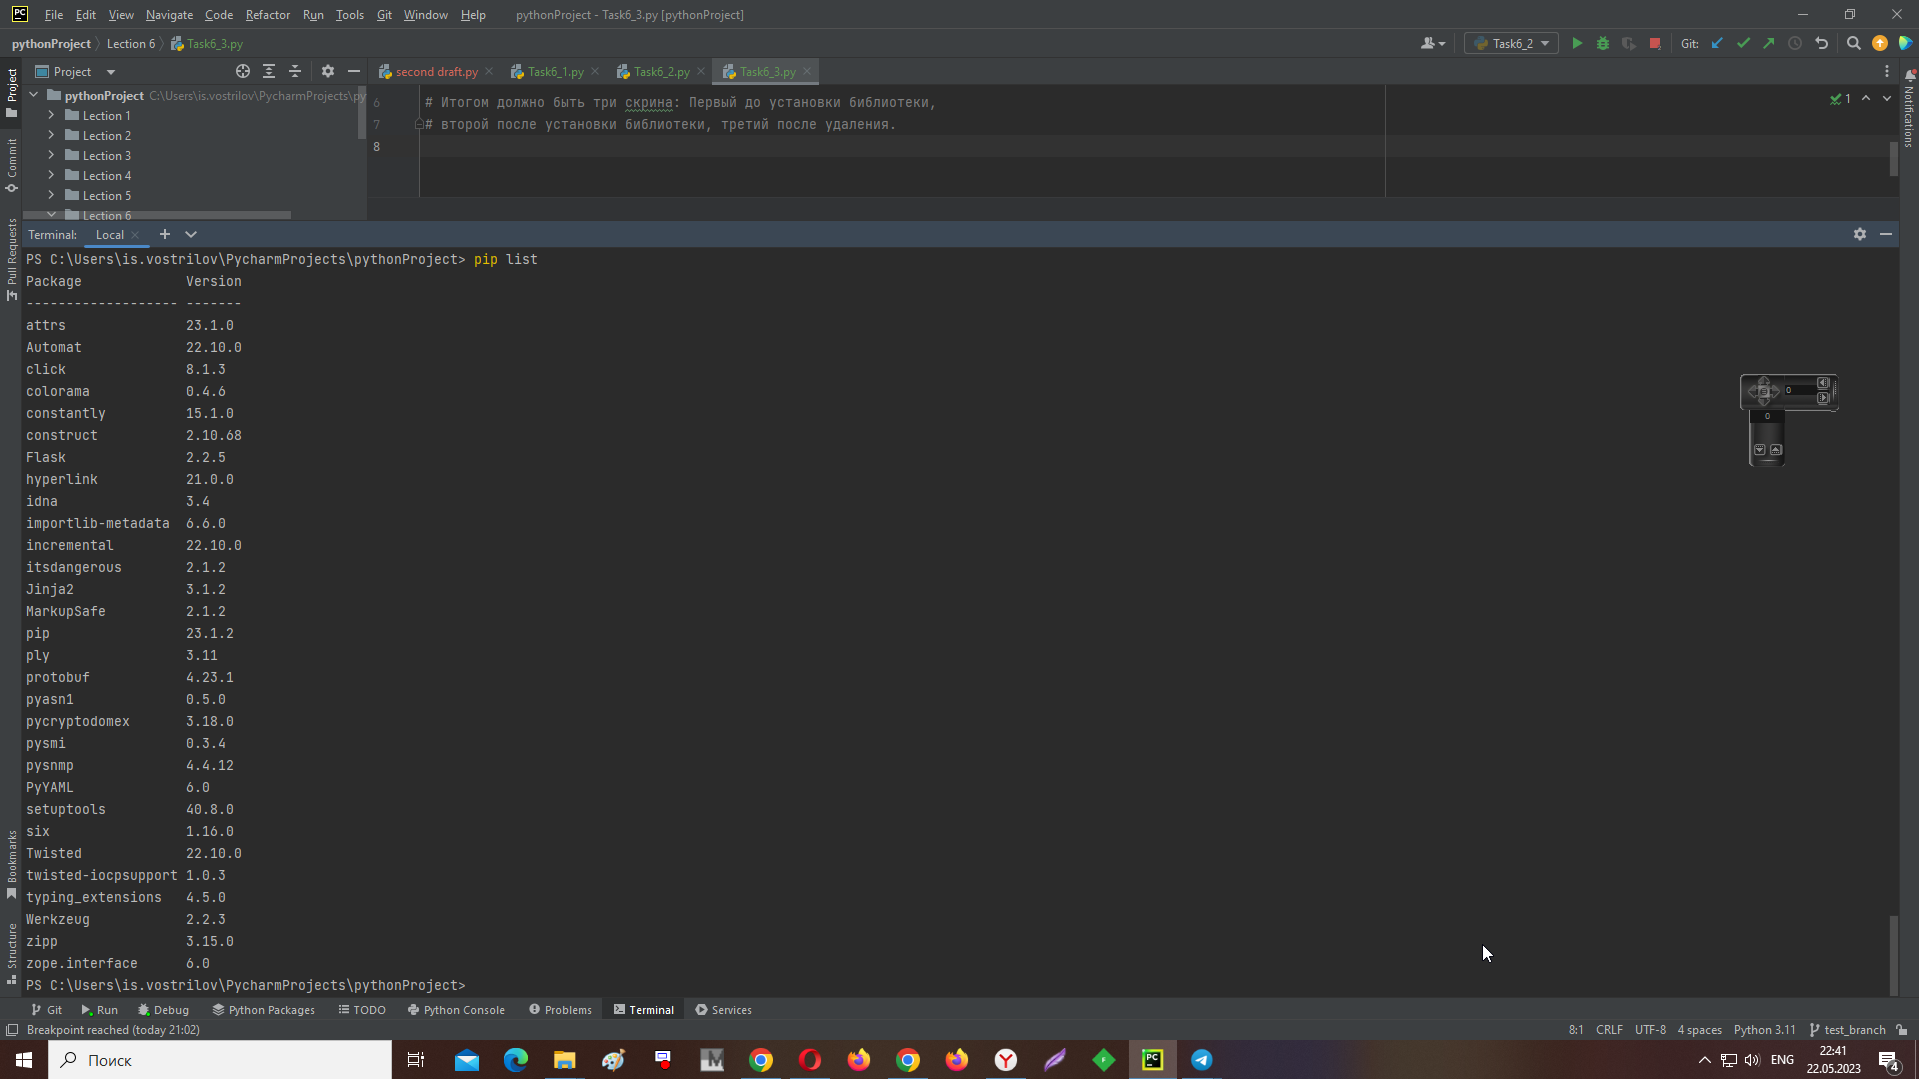 File Edit View Navigate Code Refactor Run Tools Git Window Help pythonProject - Task6_3.py [pythonProject]
pythonProject Lection 6 Task6_3.py Task6_2 Git:
Project second draft.py Task6_1.py Task6_2.py Task6_3.py
pythonProject C:\Users\is.vostrilov\PycharmProjects\py
Lection 1
Lection 2
Lection 3
Lection 4
Lection 5
Lection 6
6 # Итогом должно быть три скрина: Первый до установки библиотеки,
7 # второй после установки библиотеки, третий после удаления.
8
1
Project
Commit
Pull Requests
Bookmarks
Structure
Notifications
Terminal: Local
PS C:\Users\is.vostrilov\PycharmProjects\pythonProject> pip list
Package Version
------------------- -------
attrs 23.1.0
Automat 22.10.0
click 8.1.3
colorama 0.4.6
constantly 15.1.0
construct 2.10.68
Flask 2.2.5
hyperlink 21.0.0
idna 3.4
importlib-metadata 6.6.0
incremental 22.10.0
itsdangerous 2.1.2
Jinja2 3.1.2
MarkupSafe 2.1.2
pip 23.1.2
ply 3.11
protobuf 4.23.1
pyasn1 0.5.0
pycryptodomex 3.18.0
pysmi 0.3.4
pysnmp 4.4.12
PyYAML 6.0
setuptools 40.8.0
six 1.16.0
Twisted 22.10.0
twisted-iocpsupport 1.0.3
typing_extensions 4.5.0
Werkzeug 2.2.3
zipp 3.15.0
zope.interface 6.0
PS C:\Users\is.vostrilov\PycharmProjects\pythonProject>
0
0
Git Run Debug Python Packages TODO Python Console Problems Terminal Services
Breakpoint reached (today 21:02) 8:1 CRLF UTF-8 4 spaces Python 3.11 test_branch
Поиск PC ENG 22:41
22.05.2023 4